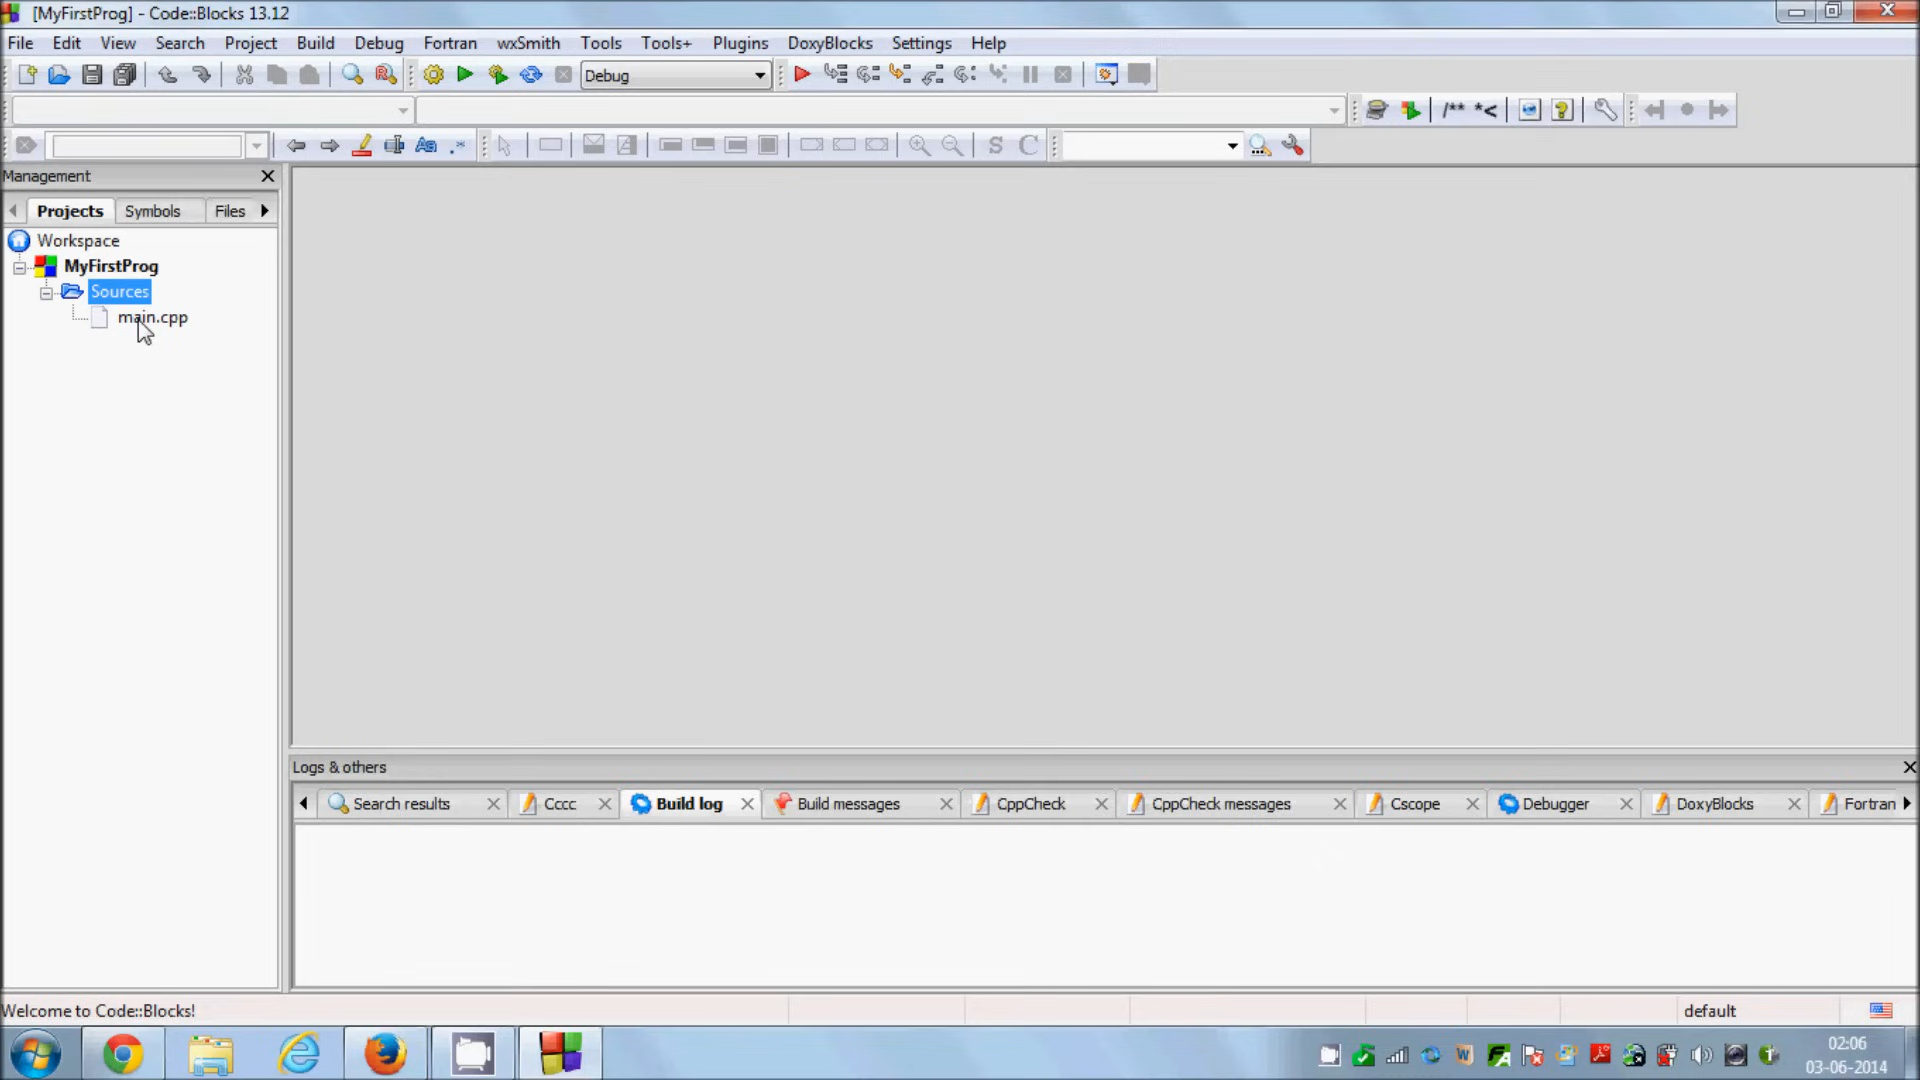 [MyFirstProg] - Code::Blocks 13.12
File Edit View Search Project Build Debug Fortran wxSmith Tools Tools+ Plugins DoxyBlocks Settings Help
Debug
/** *<
S C
Management
Projects Symbols Files
Workspace
MyFirstProg
Sources
main.cpp
Logs & others
Search results Cccc Build log Build messages CppCheck CppCheck messages Cscope Debugger DoxyBlocks Fortran
Welcome to Code::Blocks!
default
02:06
03-06-2014